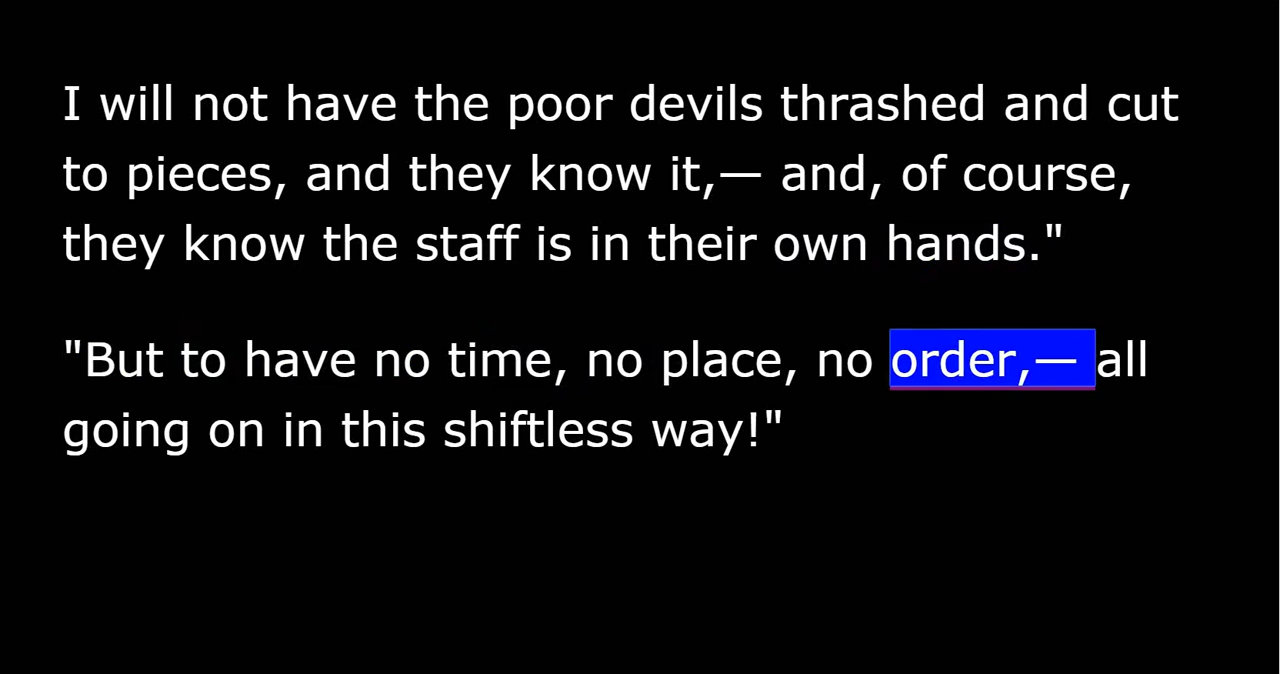 I will not have the poor devils thrashed and cut
to pieces, and they know it,— and, of course,
they know the staff is in their own hands."
"But to have no time, no place, no order,— all
going on in this shiftless way!"